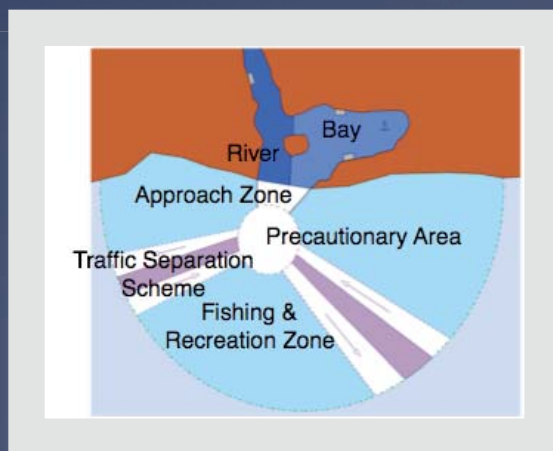 Bay
River
Approach Zone
Precautionary Area
Traffic Separation
Scheme
Fishing &
Recreation Zone